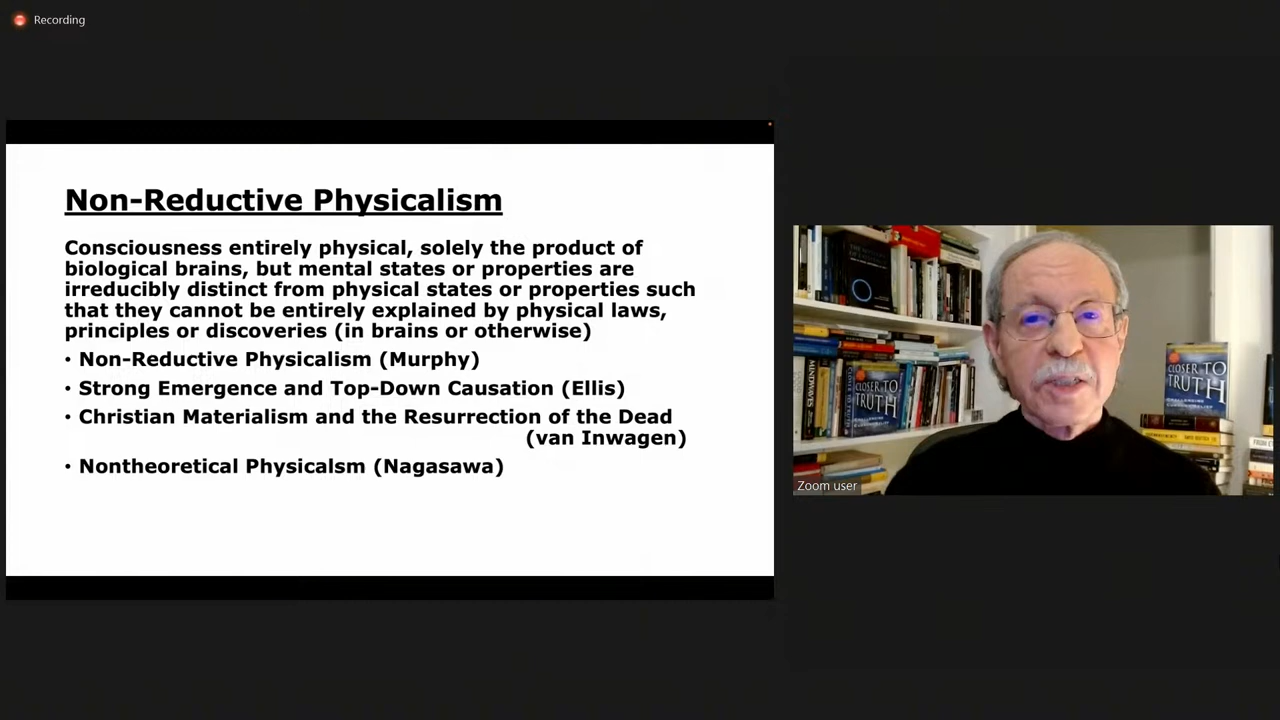 Recording
Non-Reductive Physicalism
Consciousness entirely physical, solely the product of
biological brains, but mental states or properties are
irreducibly distinct from physical states or properties such
that they cannot be entirely explained by physical laws,
principles or discoveries (in brains or otherwise)
• Non-Reductive Physicalism (Murphy)
• Strong Emergence and Top-Down Causation (Ellis)
• Christian Materialism and the Resurrection of the Dead
(van Inwagen)
• Nontheoretical Physicalsm (Nagasawa)
MINDWAVES
CLOSER TO
TRUTH
CLOSER TO
TRUTH
Zoom user